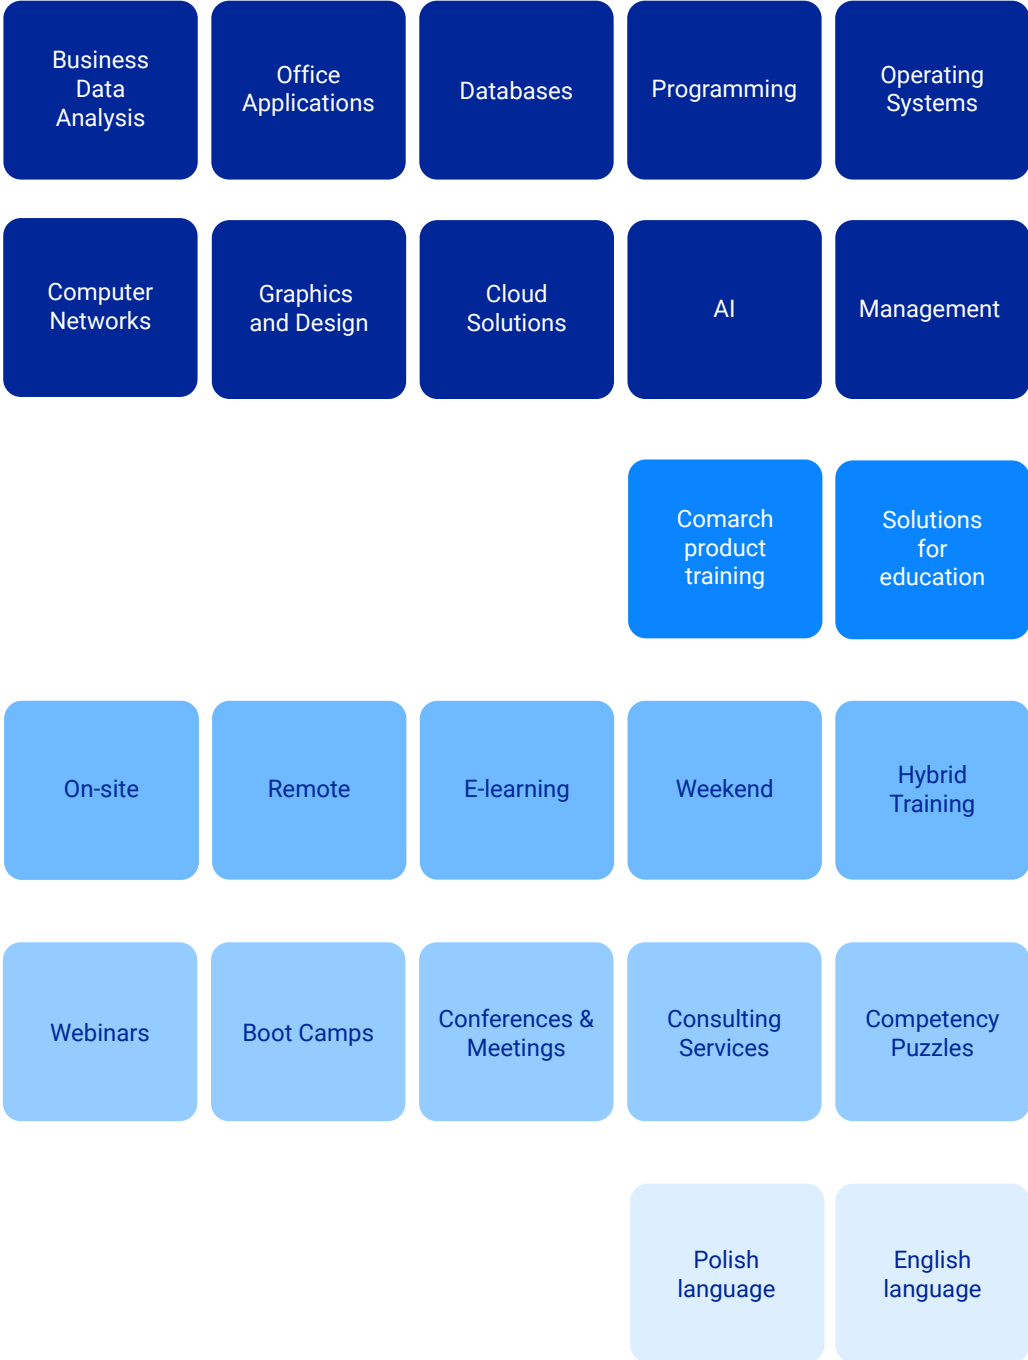 Business
Data
Analysis
Office
Applications
Databases
Programming
Operating
Systems
Computer
Networks
Graphics
and Design
Cloud
Solutions
AI
Management
Comarch
product
training
Solutions
for
education
On-site
Remote
E-learning
Weekend
Hybrid
Training
Webinars
Boot Camps
Conferences &
Meetings
Consulting
Services
Competency
Puzzles
Polish
language
English
language